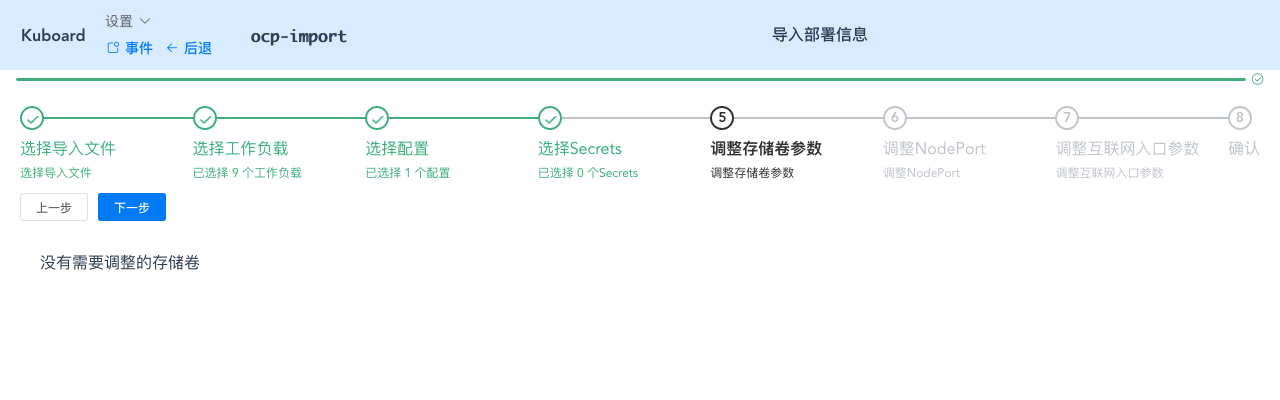 Kuboard
设置
事件 后退
ocp-import
导入部署信息
5
6
7
8
选择导入文件
选择工作负载
选择配置
选择Secrets
调整存储卷参数
调整NodePort
调整互联网入口参数
确认
选择导入文件
已选择 9 个工作负载
已选择 1 个配置
已选择 0 个Secrets
调整存储卷参数
调整NodePort
调整互联网入口参数
上一步
下一步
没有需要调整的存储卷